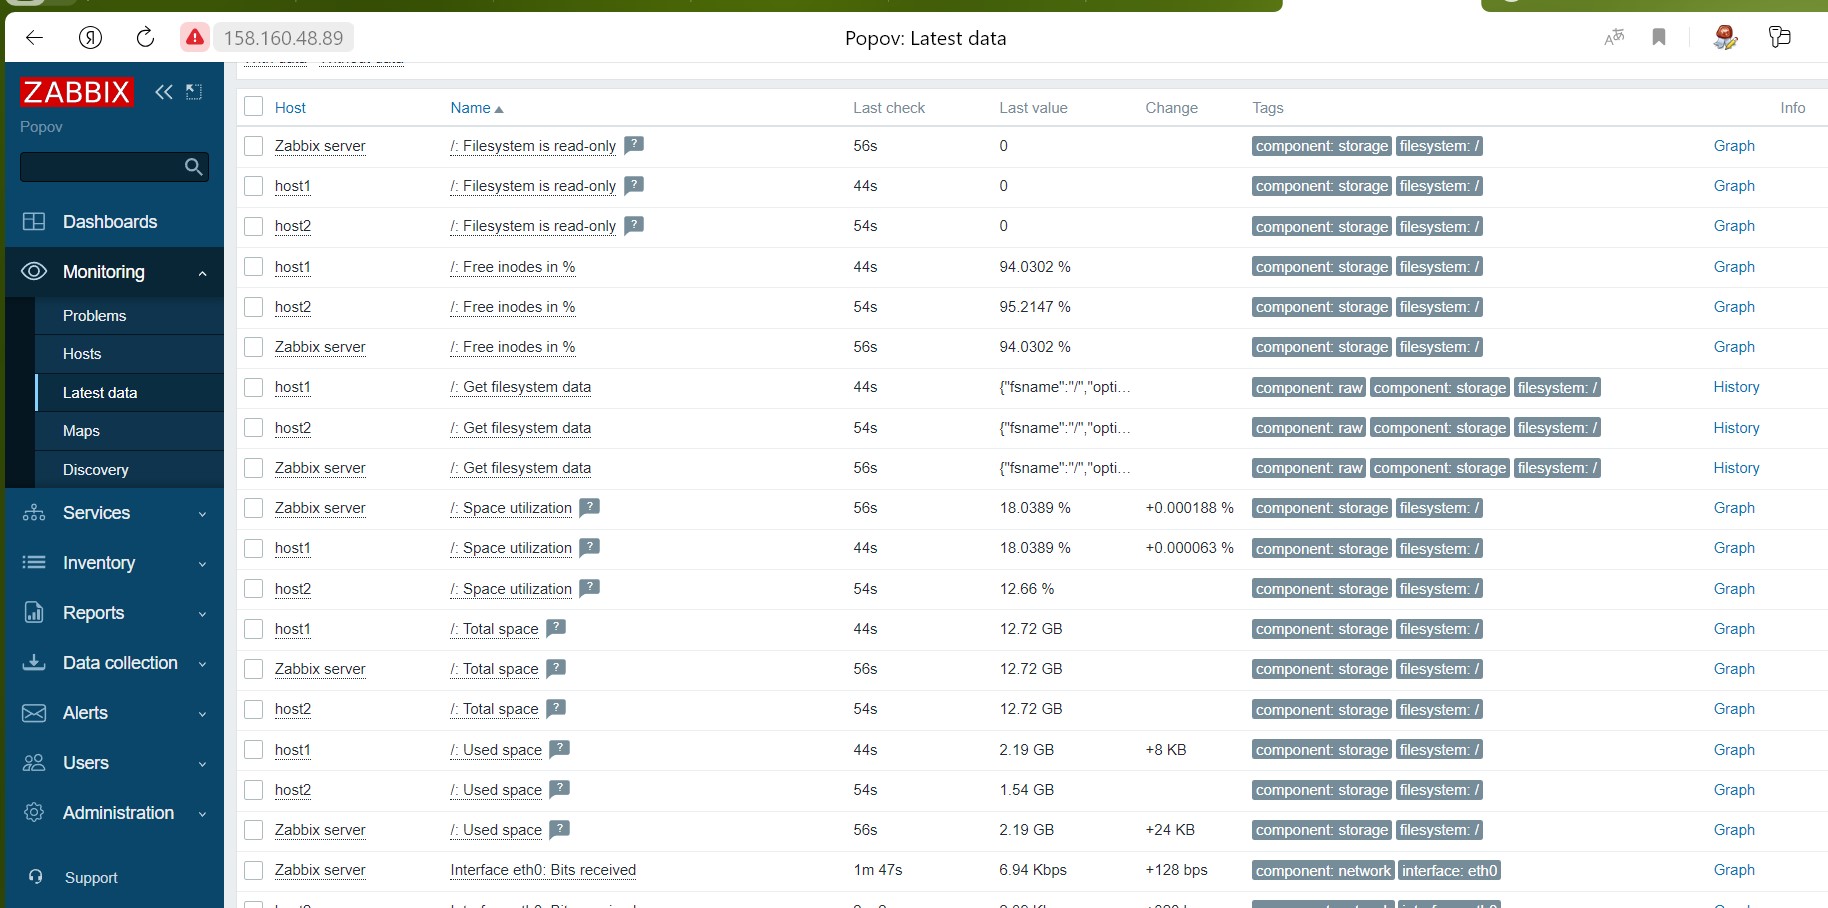 158.160.48.89
Popov: Latest data
ZABBIX
Popov
Dashboards
Monitoring
Problems
Hosts
Latest data
Maps
Discovery
Services
Inventory
Reports
Data collection
Alerts
Users
Administration
Support
Host Name Last check Last value Change Tags Info
Zabbix server /: Filesystem is read-only ? 56s 0 component: storage filesystem: / Graph
host1 /: Filesystem is read-only ? 44s 0 component: storage filesystem: / Graph
host2 /: Filesystem is read-only ? 54s 0 component: storage filesystem: / Graph
host1 /: Free inodes in % 44s 94.0302 % component: storage filesystem: / Graph
host2 /: Free inodes in % 54s 95.2147 % component: storage filesystem: / Graph
Zabbix server /: Free inodes in % 56s 94.0302 % component: storage filesystem: / Graph
host1 /: Get filesystem data 44s {"fsname":"/","opti... component: raw component: storage filesystem: / History
host2 /: Get filesystem data 54s {"fsname":"/","opti... component: raw component: storage filesystem: / History
Zabbix server /: Get filesystem data 56s {"fsname":"/","opti... component: raw component: storage filesystem: / History
Zabbix server /: Space utilization ? 56s 18.0389 % +0.000188 % component: storage filesystem: / Graph
host1 /: Space utilization ? 44s 18.0389 % +0.000063 % component: storage filesystem: / Graph
host2 /: Space utilization ? 54s 12.66 % component: storage filesystem: / Graph
host1 /: Total space ? 44s 12.72 GB component: storage filesystem: / Graph
Zabbix server /: Total space ? 56s 12.72 GB component: storage filesystem: / Graph
host2 /: Total space ? 54s 12.72 GB component: storage filesystem: / Graph
host1 /: Used space ? 44s 2.19 GB +8 KB component: storage filesystem: / Graph
host2 /: Used space ? 54s 1.54 GB component: storage filesystem: / Graph
Zabbix server /: Used space ? 56s 2.19 GB +24 KB component: storage filesystem: / Graph
Zabbix server Interface eth0: Bits received 1m 47s 6.94 Kbps +128 bps component: network interface: eth0 Graph